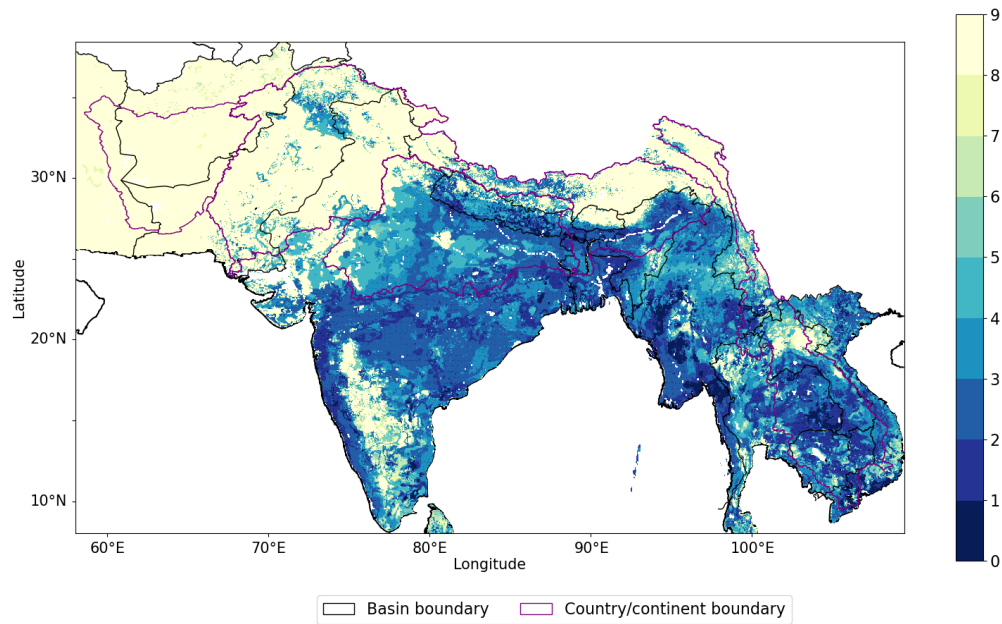 9
8
7
6
5
4
3
2
1
0
30°N
20°N
10°N
Latitude
60°E
70°E
80°E
90°E
100°E
Longitude
Basin boundary
Country/continent boundary